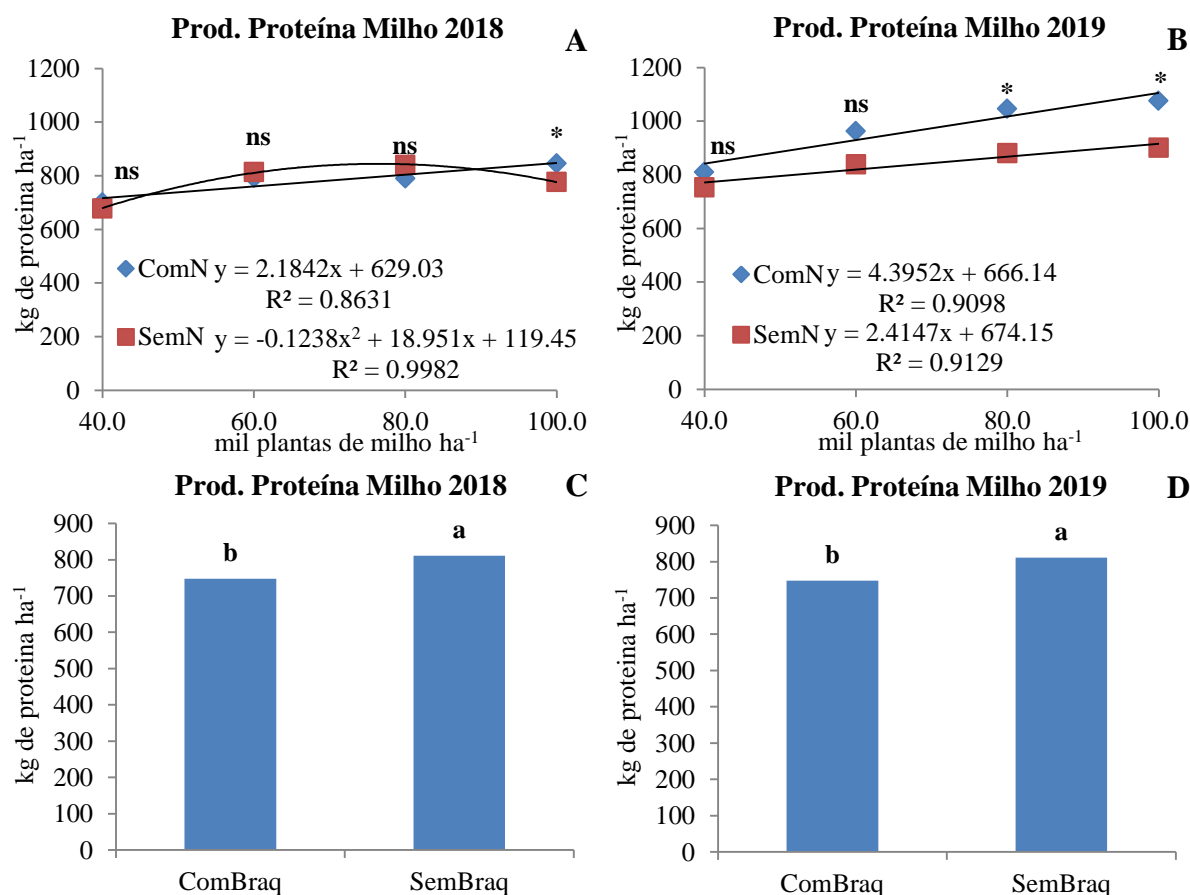 Prod. Proteína Milho 2018
A
kg de proteína ha-1
1200
1000
800
600
400
200
0
ns
ns
ns
*
ComN y = 2.1842x + 629.03
R² = 0.8631
SemN y = -0.1238x² + 18.951x + 119.45
R² = 0.9982
40.0 60.0 80.0 100.0
mil plantas de milho ha-1
Prod. Proteína Milho 2019
B
kg de proteína ha-1
1200
1000
800
600
400
200
0
ns
ns
*
*
ComN y = 4.3952x + 666.14
R² = 0.9098
SemN y = 2.4147x + 674.15
R² = 0.9129
40.0 60.0 80.0 100.0
mil plantas de milho ha-1
Prod. Proteína Milho 2018
C
kg de proteina ha-1
900
800
700
600
500
400
300
200
100
0
b
a
ComBraq SemBraq
Prod. Proteína Milho 2019
D
kg de proteina ha-1
900
800
700
600
500
400
300
200
100
0
b
a
ComBraq SemBraq